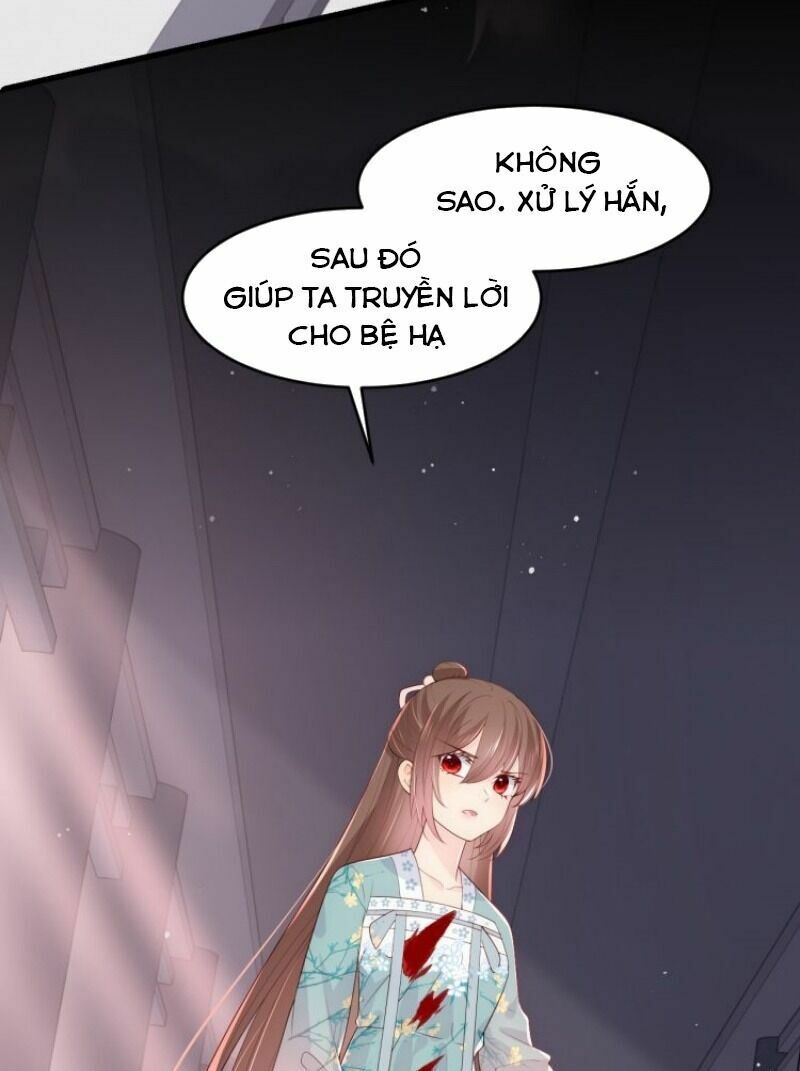 KHÔNG
SAO. XỬ LÝ HẮN,
SAU ĐÓ
GIÚP TA TRUYỀN LỜI
CHO BỆ HẠ